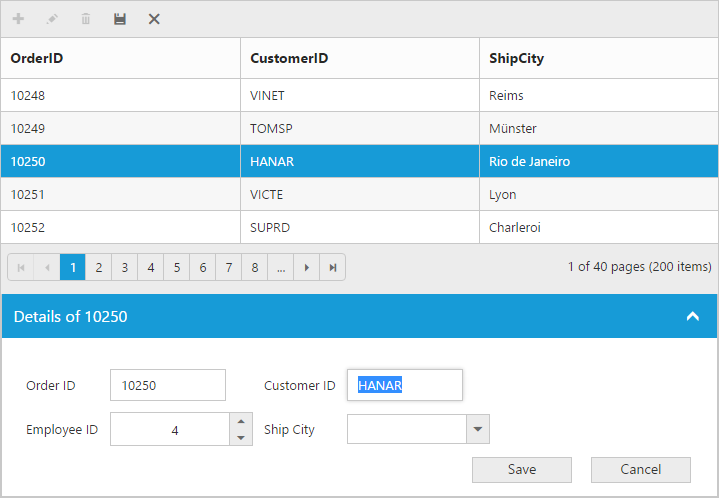 OrderID CustomerID ShipCity
10248 VINET Reims
10249 TOMSP Münster
10250 HANAR Rio de Janeiro
10251 VICTE Lyon
10252 SUPRD Charleroi
1 2 3 4 5 6 7 8 ... 1 of 40 pages (200 items)
Details of 10250
Order ID 10250 Customer ID HANAR
Employee ID 4 Ship City
Save Cancel